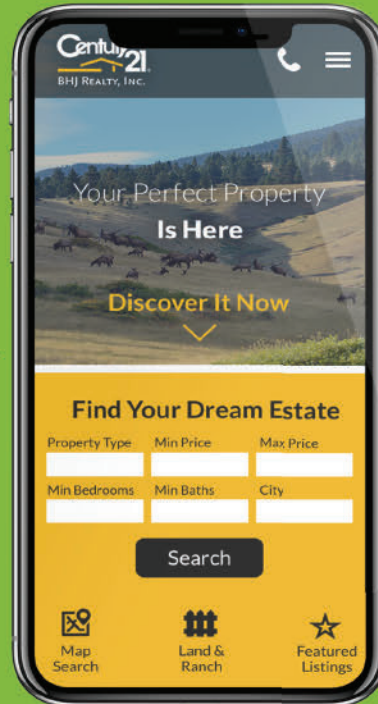 Century 21®
BHJ REALTY, INC.
Your Perfect Property
Is Here
Discover It Now
Find Your Dream Estate
Property Type Min Price Max Price
Min Bedrooms Min Baths City
Search
Map Search
Land & Ranch
Featured Listings